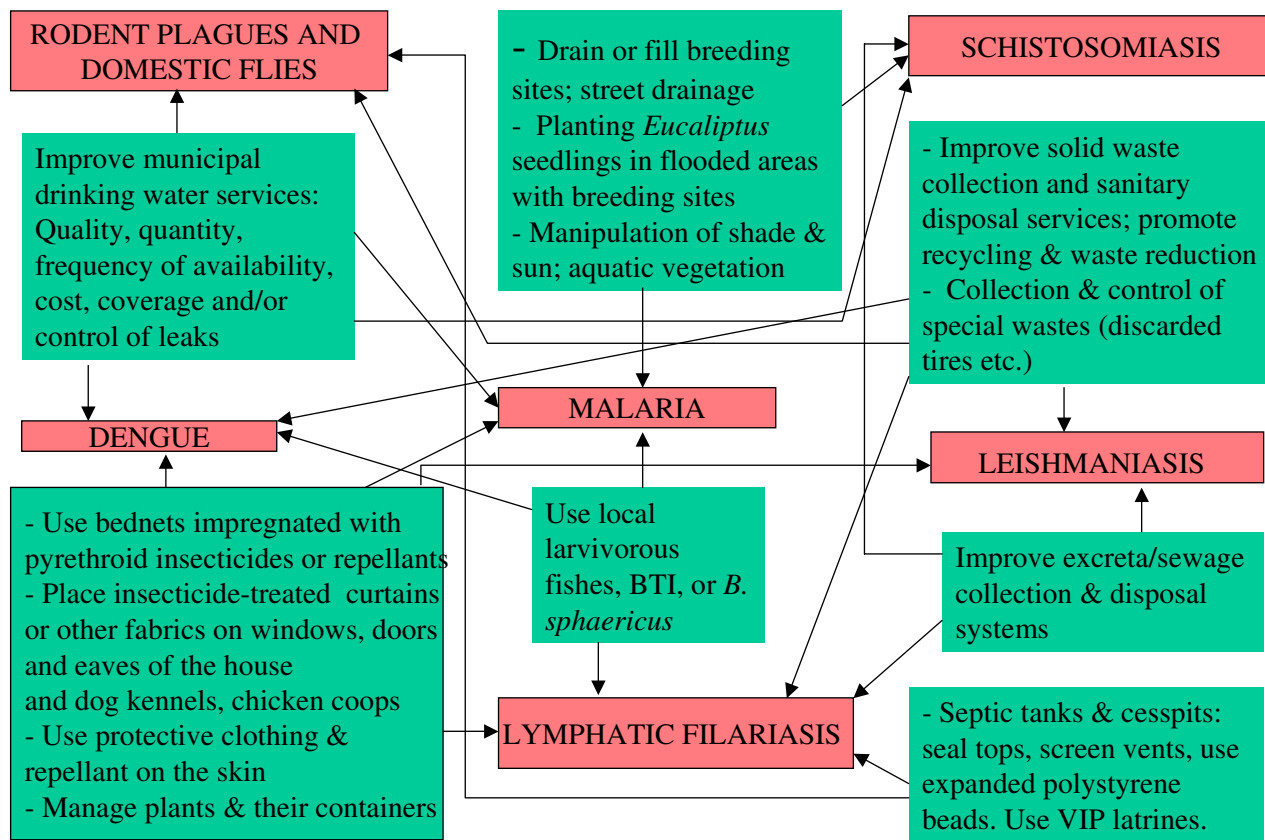 RODENT PLAGUES AND
DOMESTIC FLIES
- Drain or fill breeding
sites; street drainage
- Planting Eucaliptus
seedlings in flooded areas
with breeding sites
- Manipulation of shade &
sun; aquatic vegetation
SCHISTOSOMIASIS
Improve municipal
drinking water services:
Quality, quantity,
frequency of availability,
cost, coverage and/or
control of leaks
- Improve solid waste
collection and sanitary
disposal services; promote
recycling & waste reduction
- Collection & control of
special wastes (discarded
tires etc.)
DENGUE
MALARIA
LEISHMANIASIS
- Use bednets impregnated with
pyrethroid insecticides or repellants
- Place insecticide-treated curtains
or other fabrics on windows, doors
and eaves of the house
and dog kennels, chicken coops
- Use protective clothing &
repellant on the skin
- Manage plants & their containers
Use local
larvivorous
fishes, BTI, or B.
sphaericus
Improve excreta/sewage
collection & disposal
systems
LYMPHATIC FILARIASIS
- Septic tanks & cesspits:
seal tops, screen vents, use
expanded polystyrene
beads. Use VIP latrines.